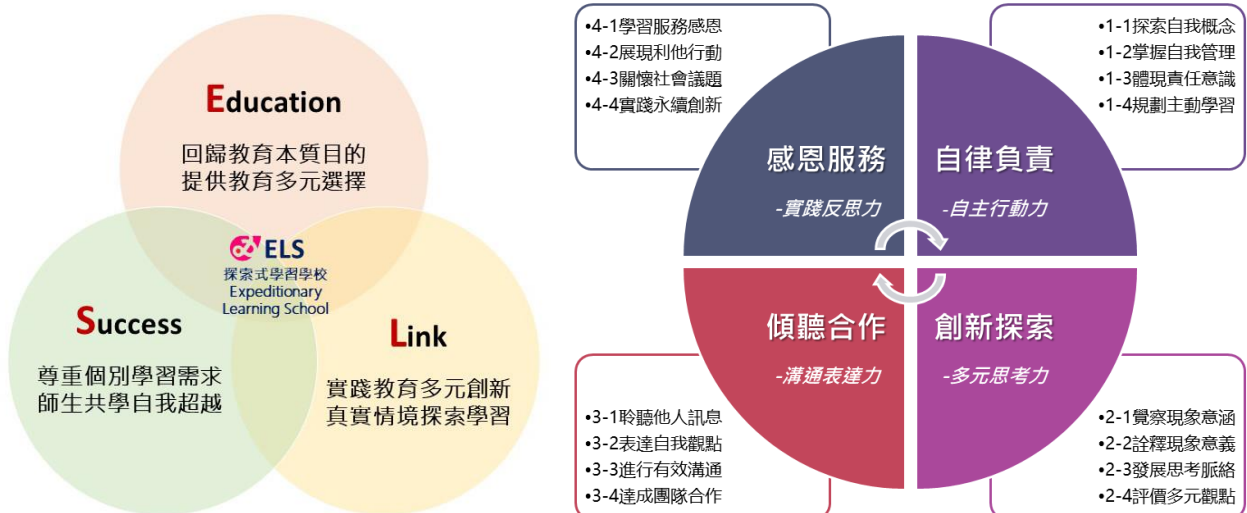 Education
回歸教育本質目的
提供教育多元選擇
ELS
探索式學習學校
Expeditionary
Learning School
Success
尊重個別學習需求
師生共學自我超越
Link
實踐教育多元創新
真實情境探索學習
•4-1學習服務感恩
•4-2展現利他行動
•4-3關懷社會議題
•4-4實踐永續創新
•1-1探索自我概念
•1-2掌握自我管理
•1-3體現責任意識
•1-4規劃主動學習
感恩服務
-實踐反思力
自律負責
-自主行動力
傾聽合作
-溝通表達力
創新探索
-多元思考力
•3-1聆聽他人訊息
•3-2表達自我觀點
•3-3進行有效溝通
•3-4達成團隊合作
•2-1覺察現象意涵
•2-2詮釋現象意義
•2-3發展思考脈絡
•2-4評價多元觀點